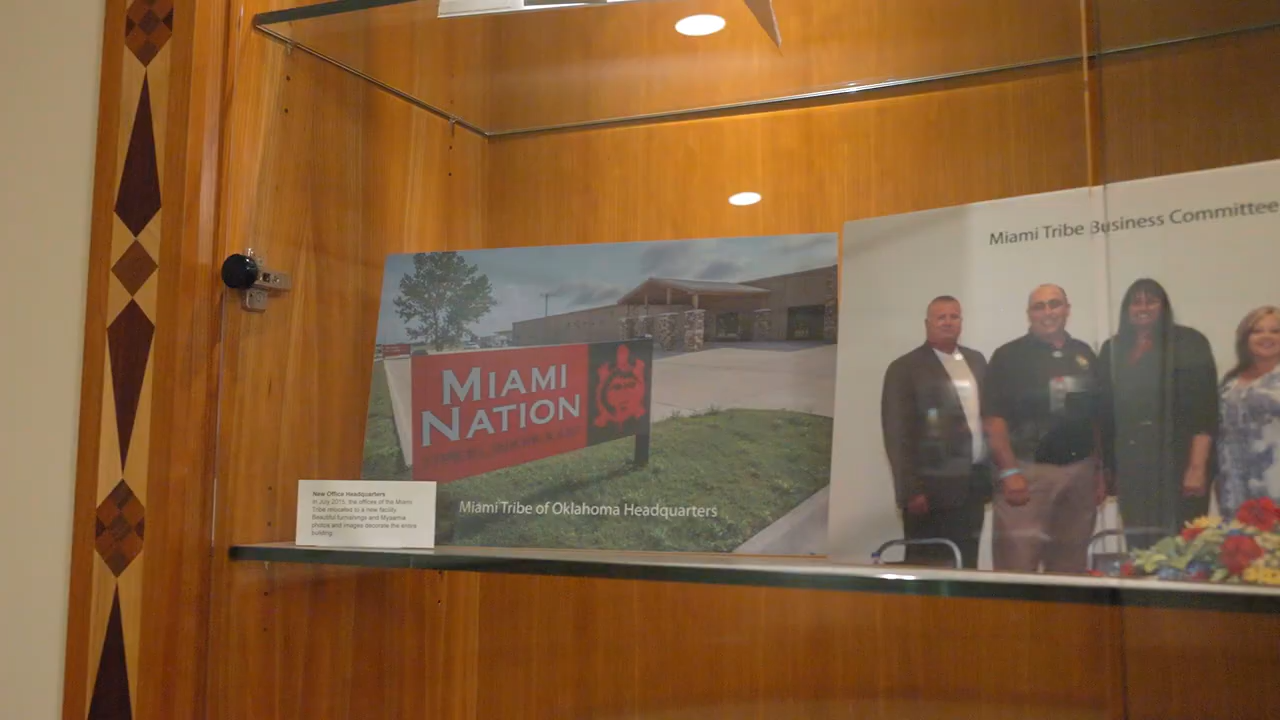 Miami Tribe Business Committee
MIAMI
NATION
Miami Tribe of Oklahoma Headquarters
New Office Headquarters
In July 2015, the offices of the Miami
Tribe relocated to a new facility.
Beautiful furnishings and Myaamia
photos and images decorate the entire
building.